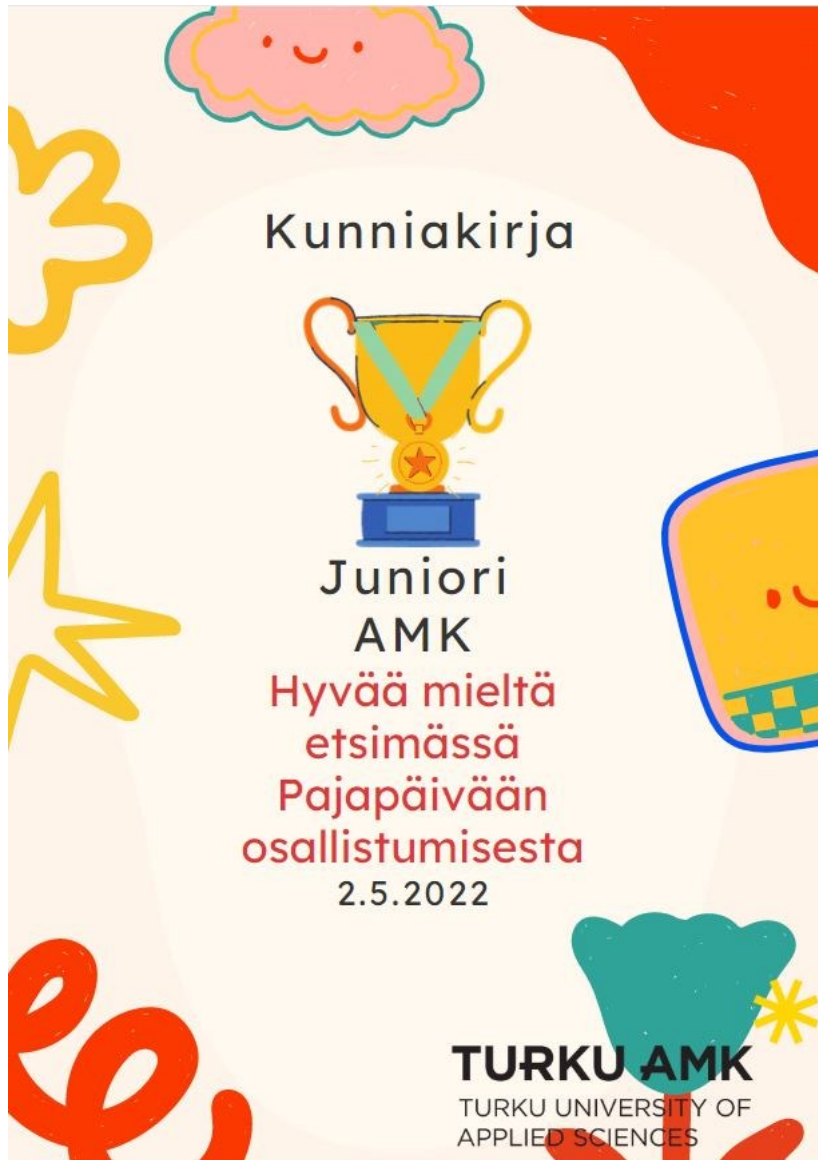 Kunniakirja
Juniori
AMK
Hyvää mieltä
etsimässä
Pajapäivään
osallistumisesta
2.5.2022
TURKU AMK
TURKU UNIVERSITY OF
APPLIED SCIENCES